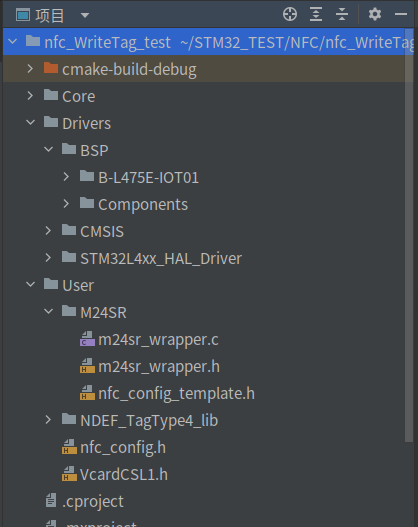 项目
nfc_WriteTag_test ~/STM32_TEST/NFC/nfc_WriteTag
cmake-build-debug
Core
Drivers
BSP
B-L475E-IOT01
Components
CMSIS
STM32L4xx_HAL_Driver
User
M24SR
m24sr_wrapper.c
m24sr_wrapper.h
nfc_config_template.h
NDEF_TagType4_lib
nfc_config.h
VcardCSL1.h
.cproject
.mxproject